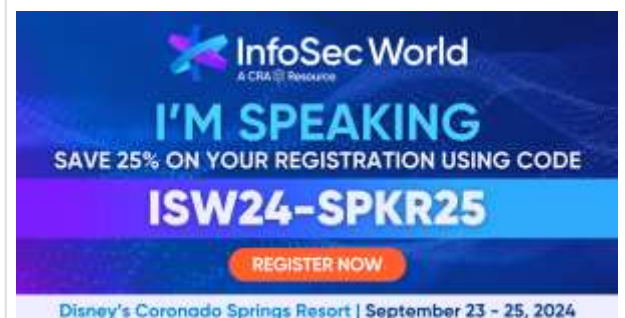 InfoSec World
A CRA Resource
I'M SPEAKING
SAVE 25% ON YOUR REGISTRATION USING CODE
ISW24-SPKR25
REGISTER NOW
Disney's Coronado Springs Resort | September 23 - 25, 2024